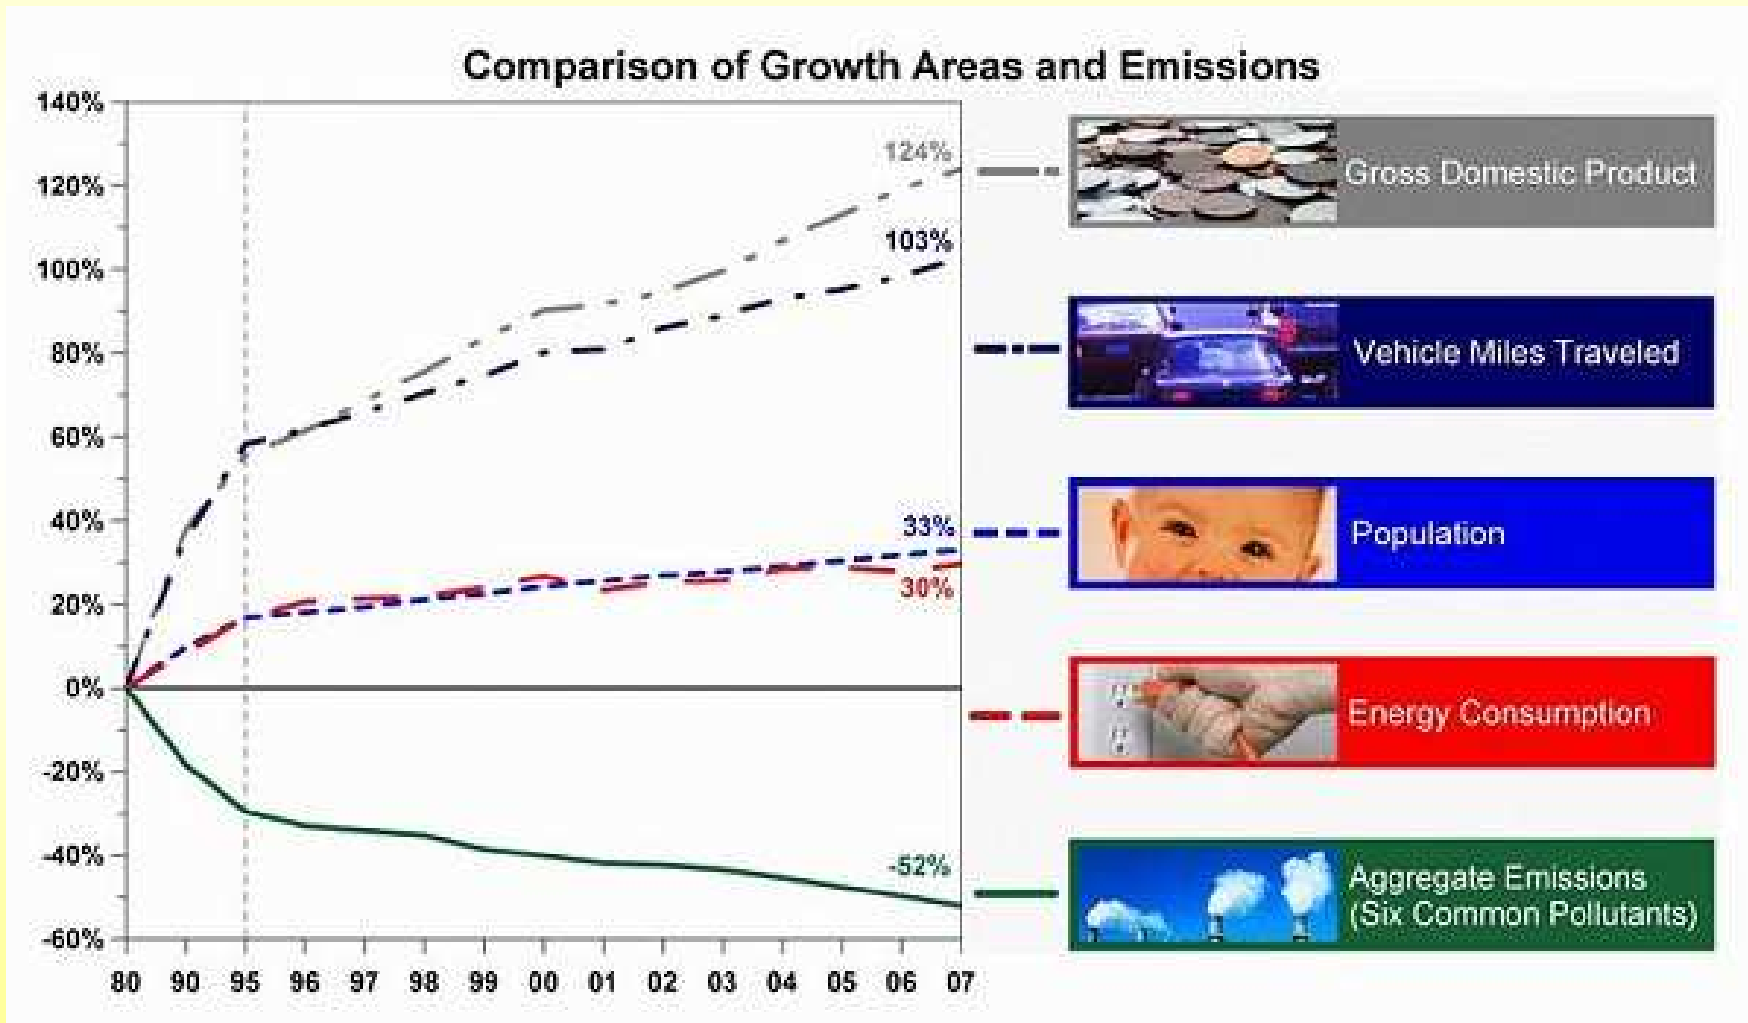 Comparison of Growth Areas and Emissions
140%
120%
100%
80%
60%
40%
20%
0%
-20%
-40%
-60%
124%
103%
33%
30%
-52%
80 90 95 96 97 98 99 00 01 02 03 04 05 06 07
Gross Domestic Product
Vehicle Miles Traveled
Population
Energy Consumption
Aggregate Emissions
(Six Common Pollutants)